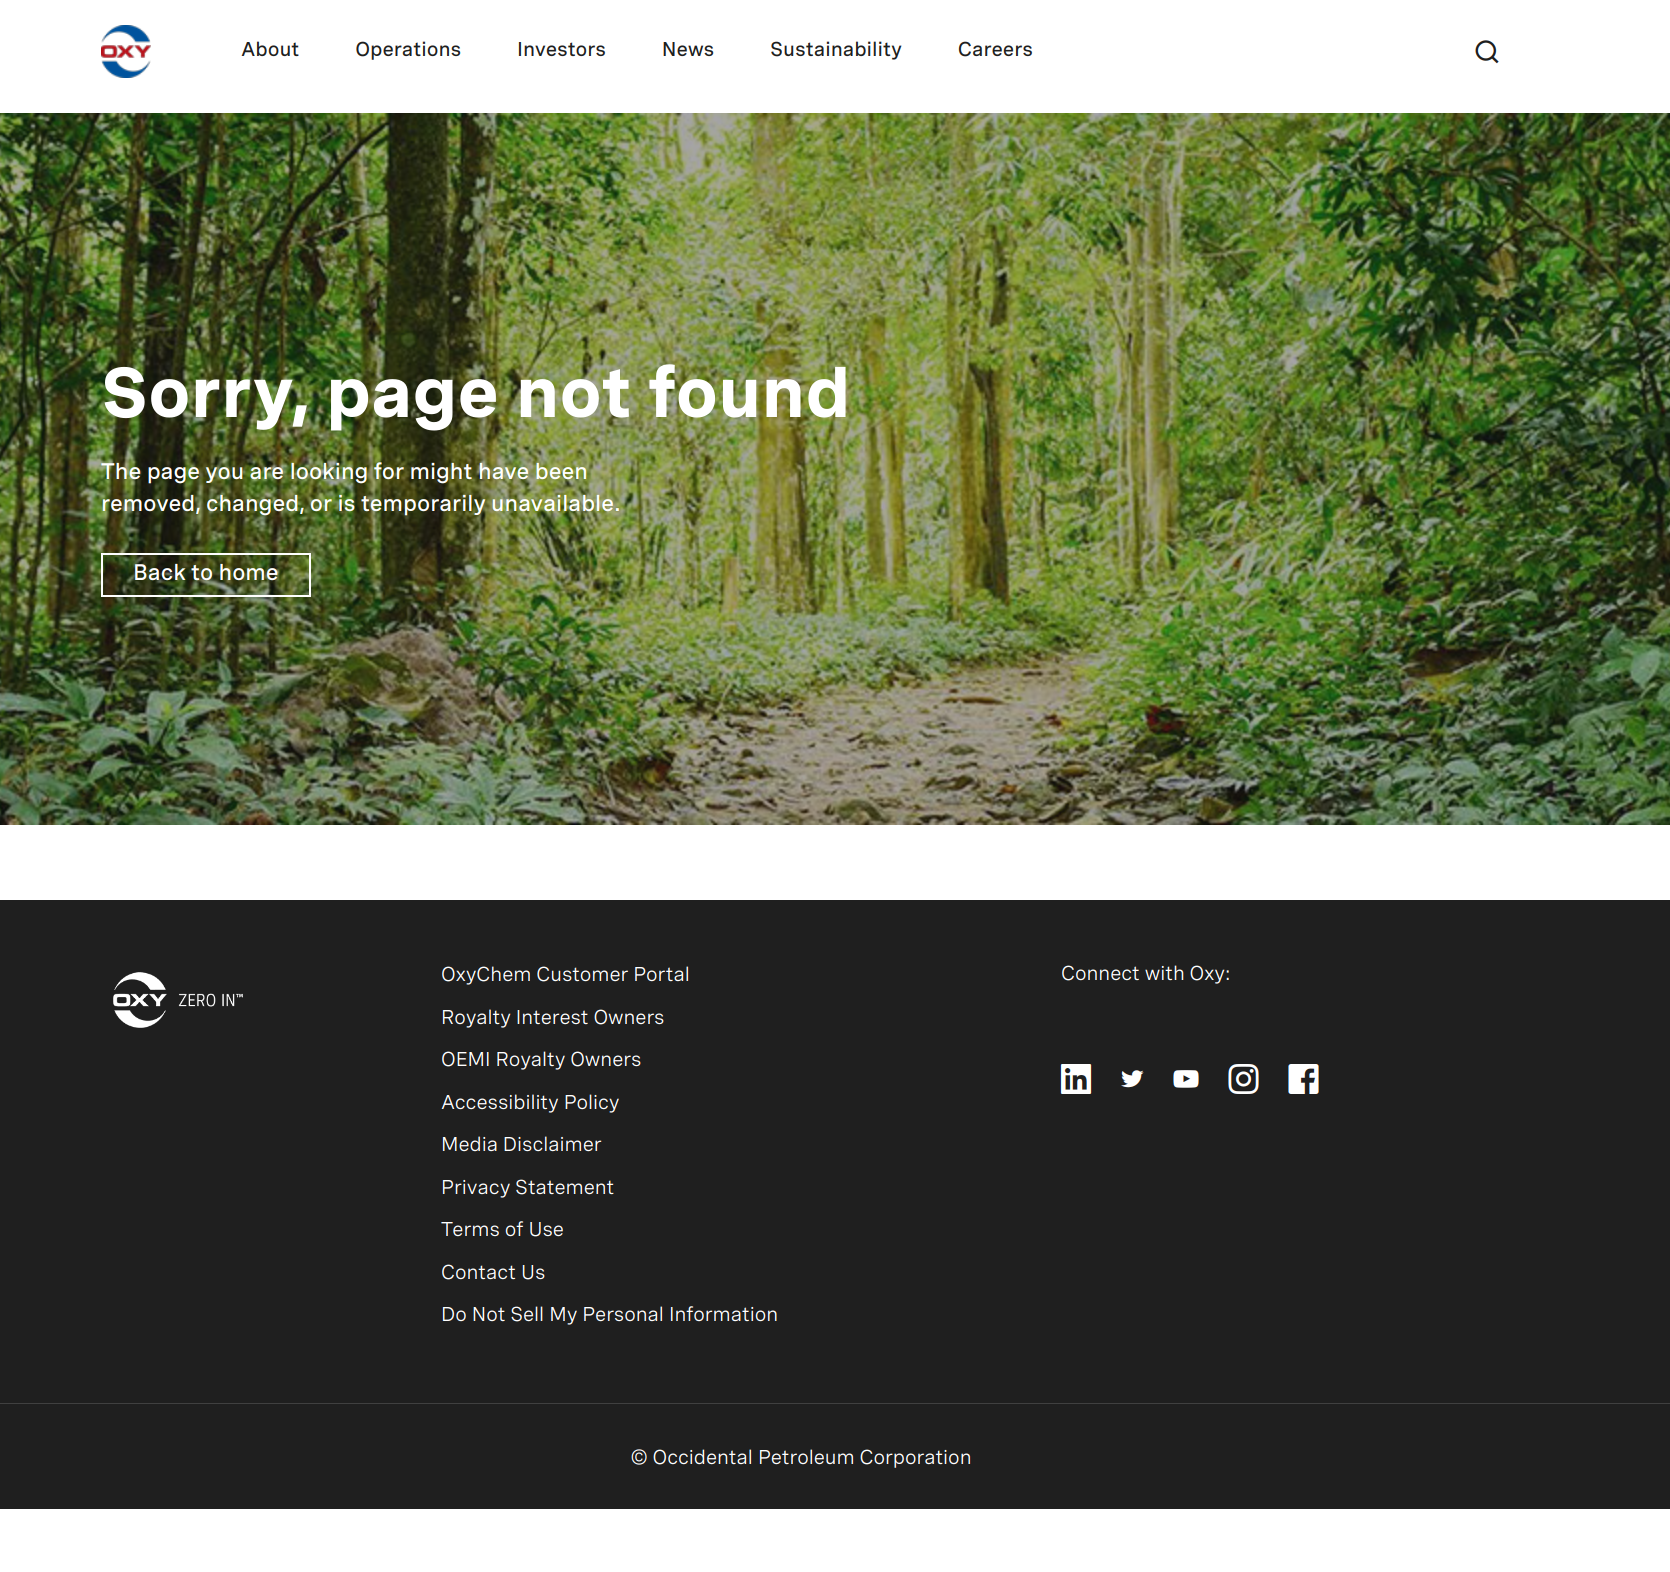 OXY
About
Operations
Investors
News
Sustainability
Careers
Sorry, page not found
The page you are looking for might have been
removed, changed, or is temporarily unavailable.
Back to home
OXY ZERO IN™
OxyChem Customer Portal
Royalty Interest Owners
OEMI Royalty Owners
Accessibility Policy
Media Disclaimer
Privacy Statement
Terms of Use
Contact Us
Do Not Sell My Personal Information
Connect with Oxy:
in
© Occidental Petroleum Corporation